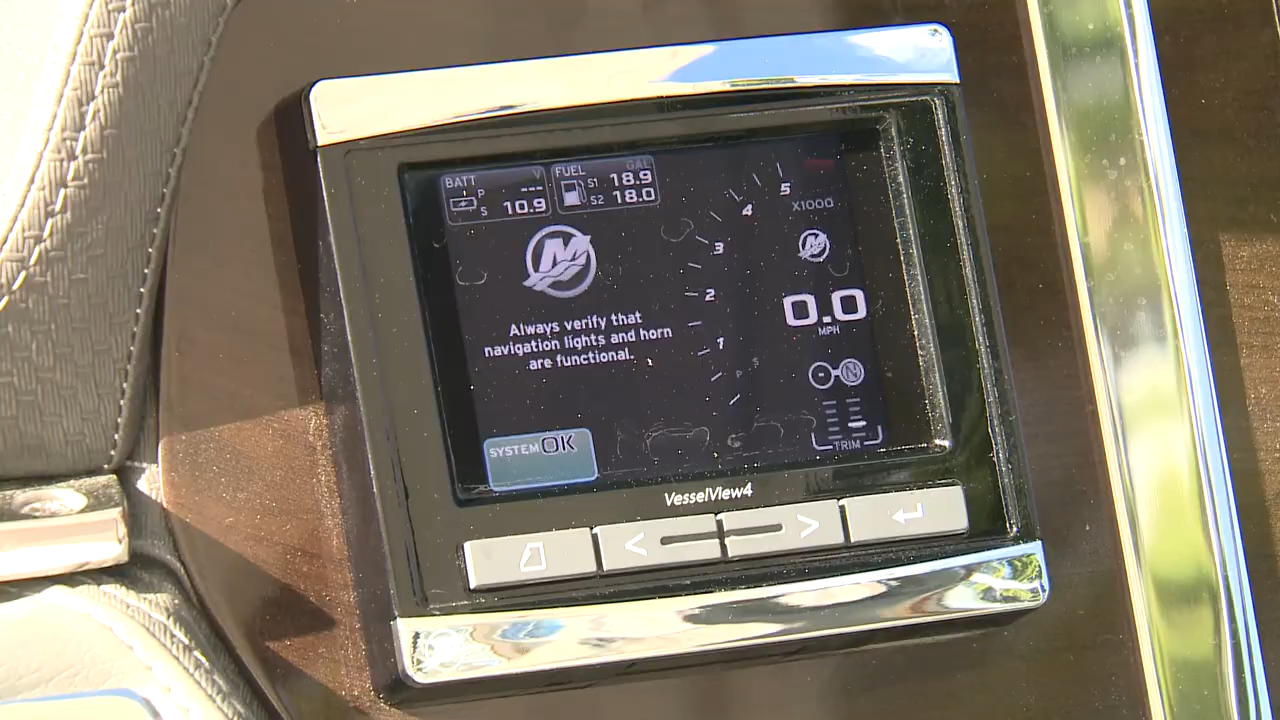 BATT V
P ---
S 10.9
FUEL GAL
S1 18.9
S2 18.0
5
4
3
2
1
X1000
M
0.0
MPH
Always verify that
navigation lights and horn
are functional.
P S
N
TRIM
SYSTEM OK
VesselView4
< >